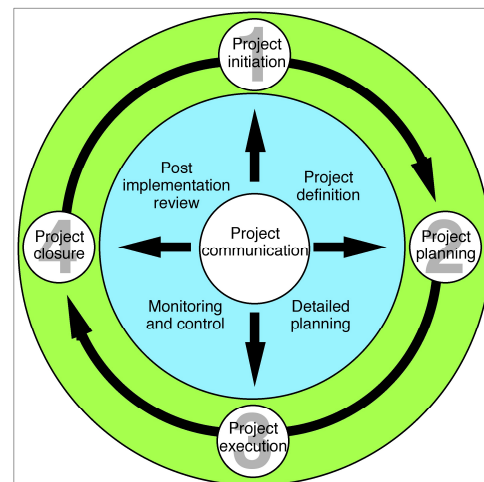 1
Project
initiation
Post
implementation
review
Project
definition
4
Project
closure
Project
communication
2
Project
planning
Monitoring
and control
Detailed
planning
3
Project
execution